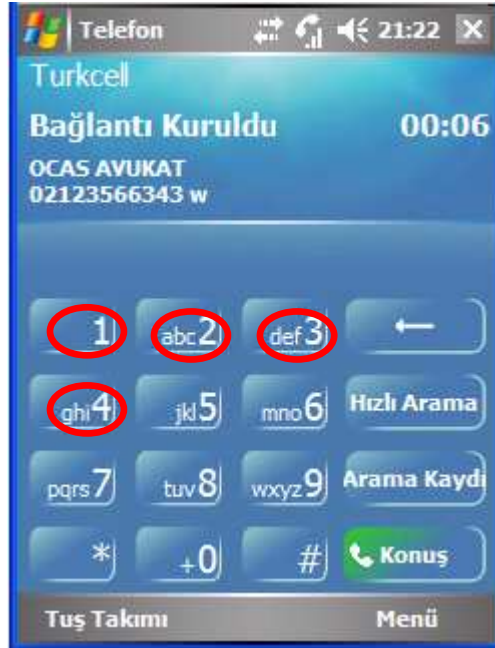 Telefon 21:22
Turkcell
Bağlantı Kuruldu 00:06
OCAS AVUKAT
02123566343 w
1 abc2 def3
ghi4 jkl5 mno6 Hızlı Arama
pqrs7 tuv8 wxyz9 Arama Kaydı
* +0 # Konuş
Tuş Takımı Menü